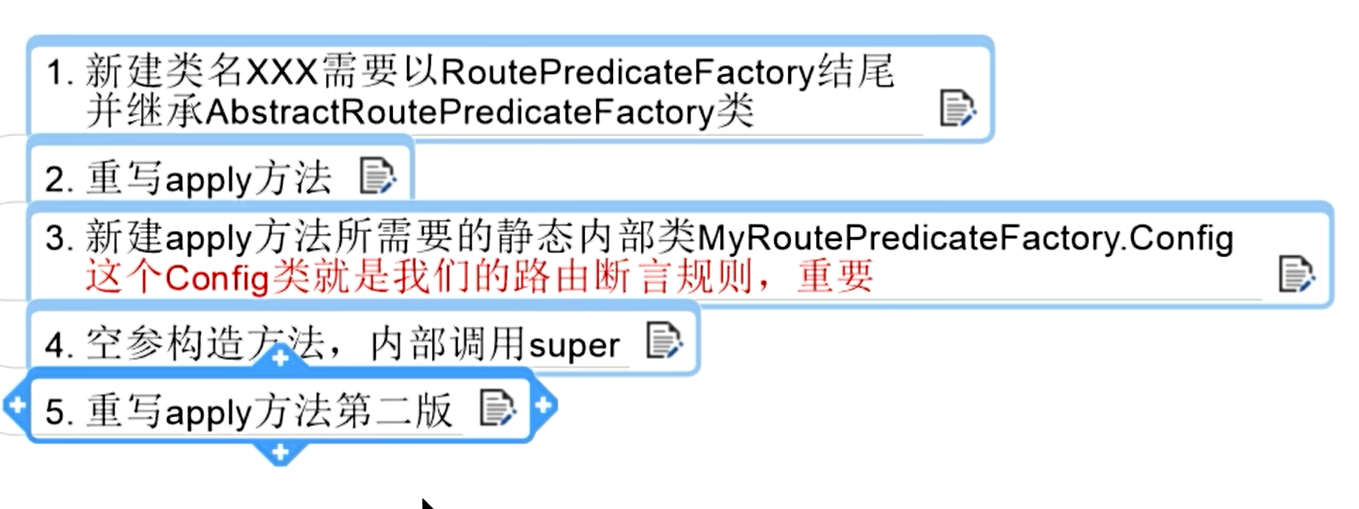 1. 新建类名XXX需要以RoutePredicateFactory结尾
并继承AbstractRoutePredicateFactory类
2. 重写apply方法
3. 新建apply方法所需要的静态内部类MyRoutePredicateFactory.Config
这个Config类就是我们的路由断言规则，重要
4. 空参构造方法，内部调用super
5. 重写apply方法第二版